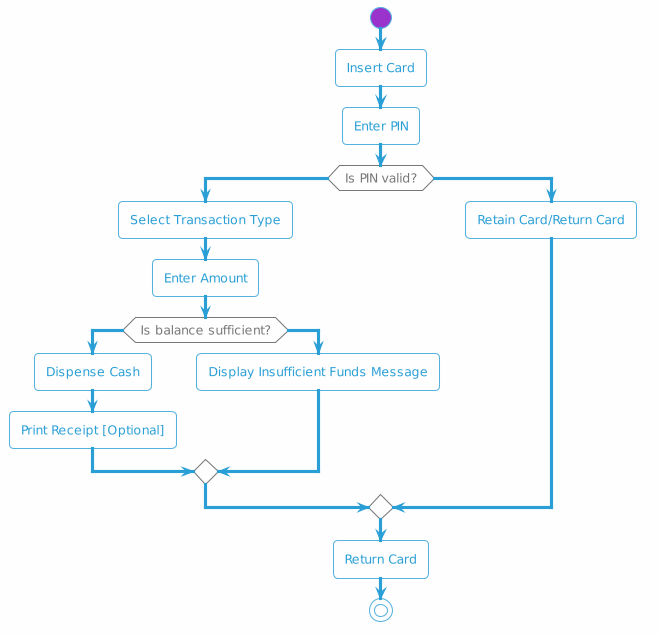 Insert Card
Enter PIN
Is PIN valid?
Select Transaction Type
Retain Card/Return Card
Enter Amount
Is balance sufficient?
Dispense Cash
Display Insufficient Funds Message
Print Receipt [Optional]
Return Card